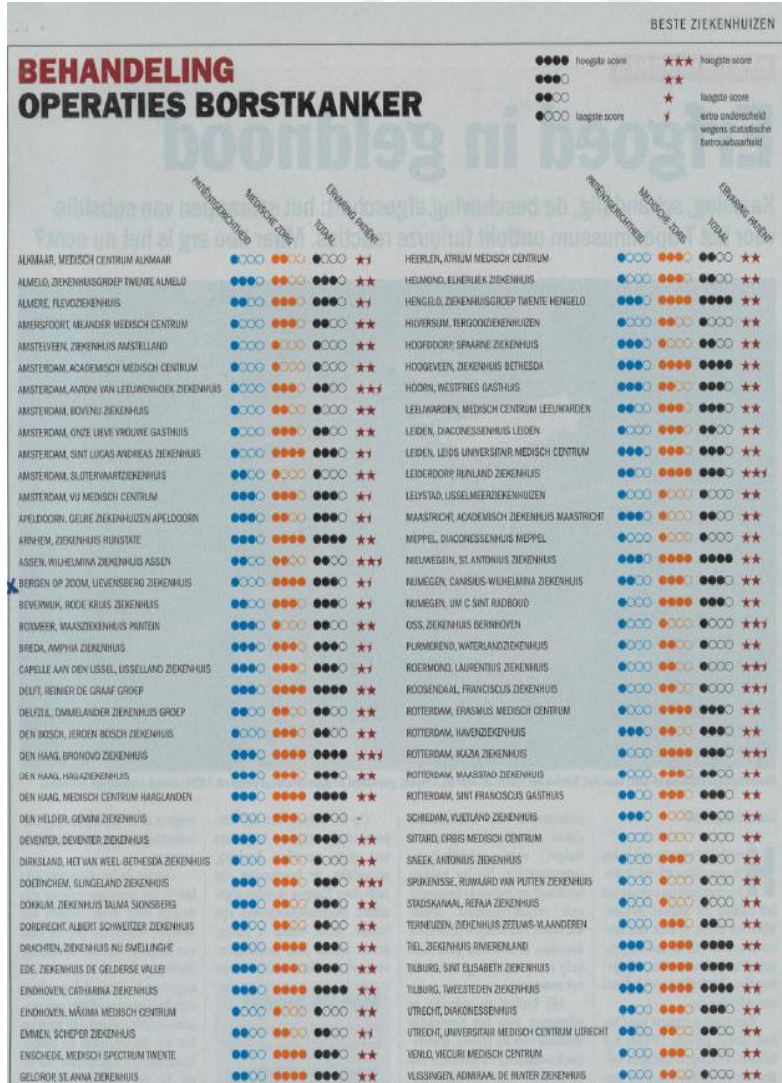 BESTE ZIEKENHUIZEN
BEHANDELING
OPERATIES BORSTKANKER
hoogste score
laagste score
hoogste score
laagste score
extra onderscheid
wegens statistische
betrouwbaarheid
PATIËNTGERICHTHEID
MEDISCHE ZORG
TOTAAL
ERVARING PATIËNT
ALKMAAR, MEDISCH CENTRUM ALKMAAR
ALMELO, ZIEKENHUISGROEP TWENTE ALMELO
ALMERE, FLEVOZIEKENHUIS
AMERSFOORT, MEANDER MEDISCH CENTRUM
AMSTELVEEN, ZIEKENHUIS AMSTELLAND
AMSTERDAM, ACADEMISCH MEDISCH CENTRUM
AMSTERDAM, ANTONI VAN LEEUWENHOEK ZIEKENHUIS
AMSTERDAM, BOVENIJ ZIEKENHUIS
AMSTERDAM, ONZE LIEVE VROUWE GASTHUIS
AMSTERDAM, SINT LUCAS ANDREAS ZIEKENHUIS
AMSTERDAM, SLOTERVAARTZIEKENHUIS
AMSTERDAM, VU MEDISCH CENTRUM
APELDOORN, GELRE ZIEKENHUIZEN APELDOORN
ARNHEM, ZIEKENHUIS RIJNSTATE
ASSEN, WILHELMINA ZIEKENHUIS ASSEN
BERGEN OP ZOOM, LIEVENSBERG ZIEKENHUIS
BEVERWIJK, RODE KRUIS ZIEKENHUIS
BOXMEER, MAASZIEKENHUIS PANTEIN
BREDA, AMPHIA ZIEKENHUIS
CAPELLE AAN DEN IJSSEL, IJSSELLAND ZIEKENHUIS
DELFT, REINIER DE GRAAF GROEP
DELFZIJL, OMMELANDER ZIEKENHUIS GROEP
DEN BOSCH, JEROEN BOSCH ZIEKENHUIS
DEN HAAG, BRONOVO ZIEKENHUIS
DEN HAAG, HAGAZIEKENHUIS
DEN HAAG, MEDISCH CENTRUM HAAGLANDEN
DEN HELDER, GEMINI ZIEKENHUIS -
DEVENTER, DEVENTER ZIEKENHUIS
DIRKSLAND, HET VAN WEEL-BETHESDA ZIEKENHUIS
DOETINCHEM, SLINGELAND ZIEKENHUIS
DOKKUM, ZIEKENHUIS TALMA SIONSBERG
DORDRECHT, ALBERT SCHWEITZER ZIEKENHUIS
DRACHTEN, ZIEKENHUIS NIJ SMELLINGHE
EDE, ZIEKENHUIS DE GELDERSE VALLEI
EINDHOVEN, CATHARINA ZIEKENHUIS
EINDHOVEN, MÁXIMA MEDISCH CENTRUM
EMMEN, SCHEPER ZIEKENHUIS
ENSCHEDE, MEDISCH SPECTRUM TWENTE
GELDROP, ST. ANNA ZIEKENHUIS
PATIËNTGERICHTHEID
MEDISCHE ZORG
TOTAAL
ERVARING PATIËNT
HEERLEN, ATRIUM MEDISCH CENTRUM
HELMOND, ELKERLIEK ZIEKENHUIS
HENGELO, ZIEKENHUISGROEP TWENTE HENGELO
HILVERSUM, TERGOOIZIEKENHUIZEN
HOOFDDORP, SPAARNE ZIEKENHUIS
HOOGEVEEN, ZIEKENHUIS BETHESDA
HOORN, WESTFRIES GASTHUIS
LEEUWARDEN, MEDISCH CENTRUM LEEUWARDEN
LEIDEN, DIACONESSENHUIS LEIDEN
LEIDEN, LEIDS UNIVERSITAIR MEDISCH CENTRUM
LEIDERDORP, RIJNLAND ZIEKENHUIS
LELYSTAD, IJSSELMEERZIEKENHUIZEN
MAASTRICHT, ACADEMISCH ZIEKENHUIS MAASTRICHT
MEPPEL, DIACONESSENHUIS MEPPEL
NIEUWEGEIN, ST. ANTONIUS ZIEKENHUIS
NIJMEGEN, CANISIUS-WILHELMINA ZIEKENHUIS
NIJMEGEN, UM C SINT RADBOUD
OSS, ZIEKENHUIS BERNHOVEN
PURMEREND, WATERLANDZIEKENHUIS
ROERMOND, LAURENTIUS ZIEKENHUIS
ROOSENDAAL, FRANCISCUS ZIEKENHUIS
ROTTERDAM, ERASMUS MEDISCH CENTRUM
ROTTERDAM, HAVENZIEKENHUIS
ROTTERDAM, IKAZIA ZIEKENHUIS
ROTTERDAM, MAASSTAD ZIEKENHUIS
ROTTERDAM, SINT FRANCISCUS GASTHUIS
SCHIEDAM, VLIETLAND ZIEKENHUIS
SITTARD, ORBIS MEDISCH CENTRUM
SNEEK, ANTONIUS ZIEKENHUIS
SPIJKENISSE, RUWAARD VAN PUTTEN ZIEKENHUIS
STADSKANAAL, REFAJA ZIEKENHUIS
TERNEUZEN, ZIEKENHUIS ZEEUWS-VLAANDEREN
TIEL, ZIEKENHUIS RIVIERENLAND
TILBURG, SINT ELISABETH ZIEKENHUIS
TILBURG, TWEESTEDEN ZIEKENHUIS
UTRECHT, DIAKONESSENHUIS
UTRECHT, UNIVERSITAIR MEDISCH CENTRUM UTRECHT
VENLO, VIECURI MEDISCH CENTRUM
VLISSINGEN, ADMIRAAL DE RUYTER ZIEKENHUIS